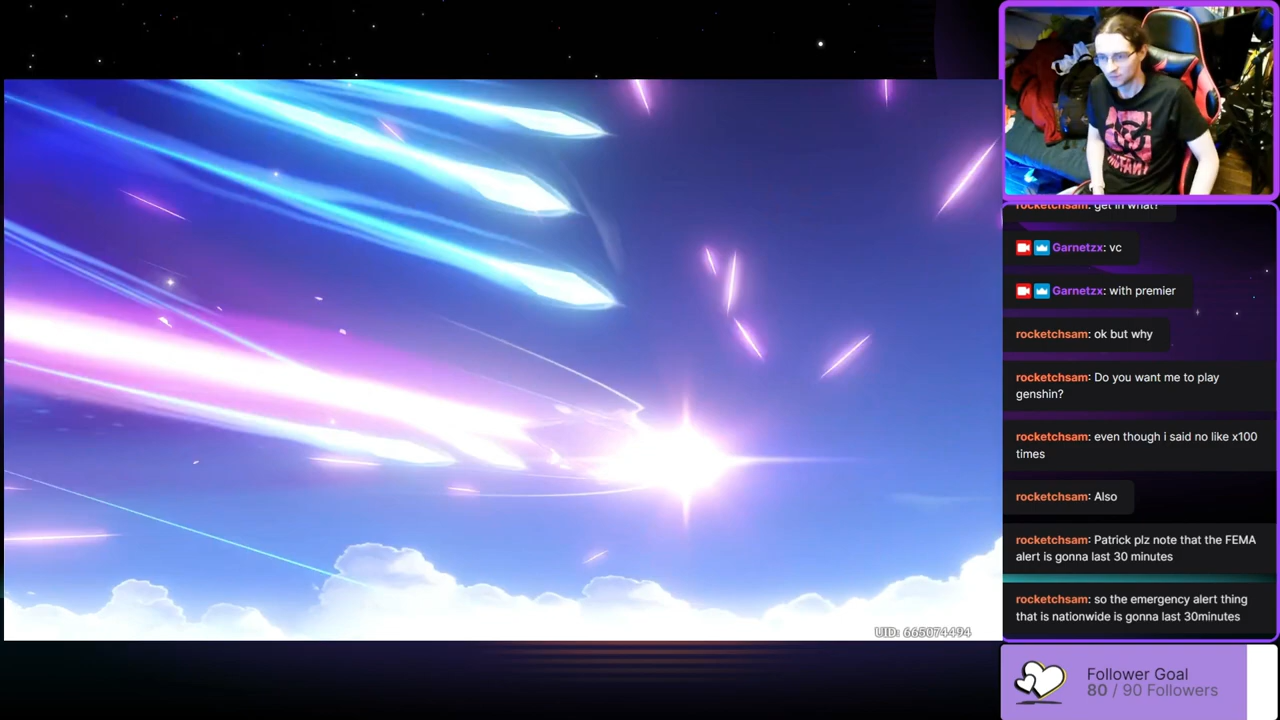 rocketchsam: get in what?
Garnetzx: vc
Garnetzx: with premier
rocketchsam: ok but why
rocketchsam: Do you want me to play
genshin?
rocketchsam: even though i said no like x100
times
rocketchsam: Also
rocketchsam: Patrick plz note that the FEMA
alert is gonna last 30 minutes
rocketchsam: so the emergency alert thing
that is nationwide is gonna last 30minutes
UID: 665074494
Follower Goal
80 / 90 Followers